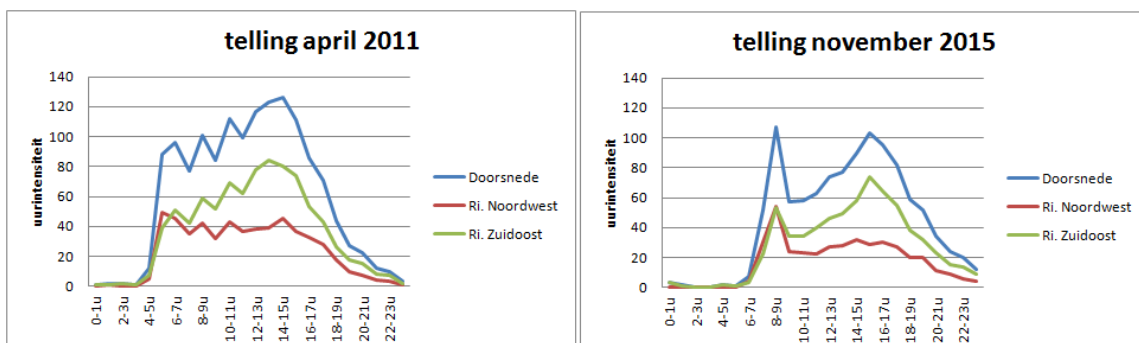 telling april 2011
uurintensiteit
140
120
100
80
60
40
20
0
0-1u
2-3u
4-5u
6-7u
8-9u
10-11u
12-13u
14-15u
16-17u
18-19u
20-21u
22-23u
Doorsnede
Ri. Noordwest
Ri. Zuidoost
telling november 2015
uurintensiteit
140
120
100
80
60
40
20
0
0-1u
2-3u
4-5u
6-7u
8-9u
10-11u
12-13u
14-15u
16-17u
18-19u
20-21u
22-23u
Doorsnede
Ri. Noordwest
Ri. Zuidoost